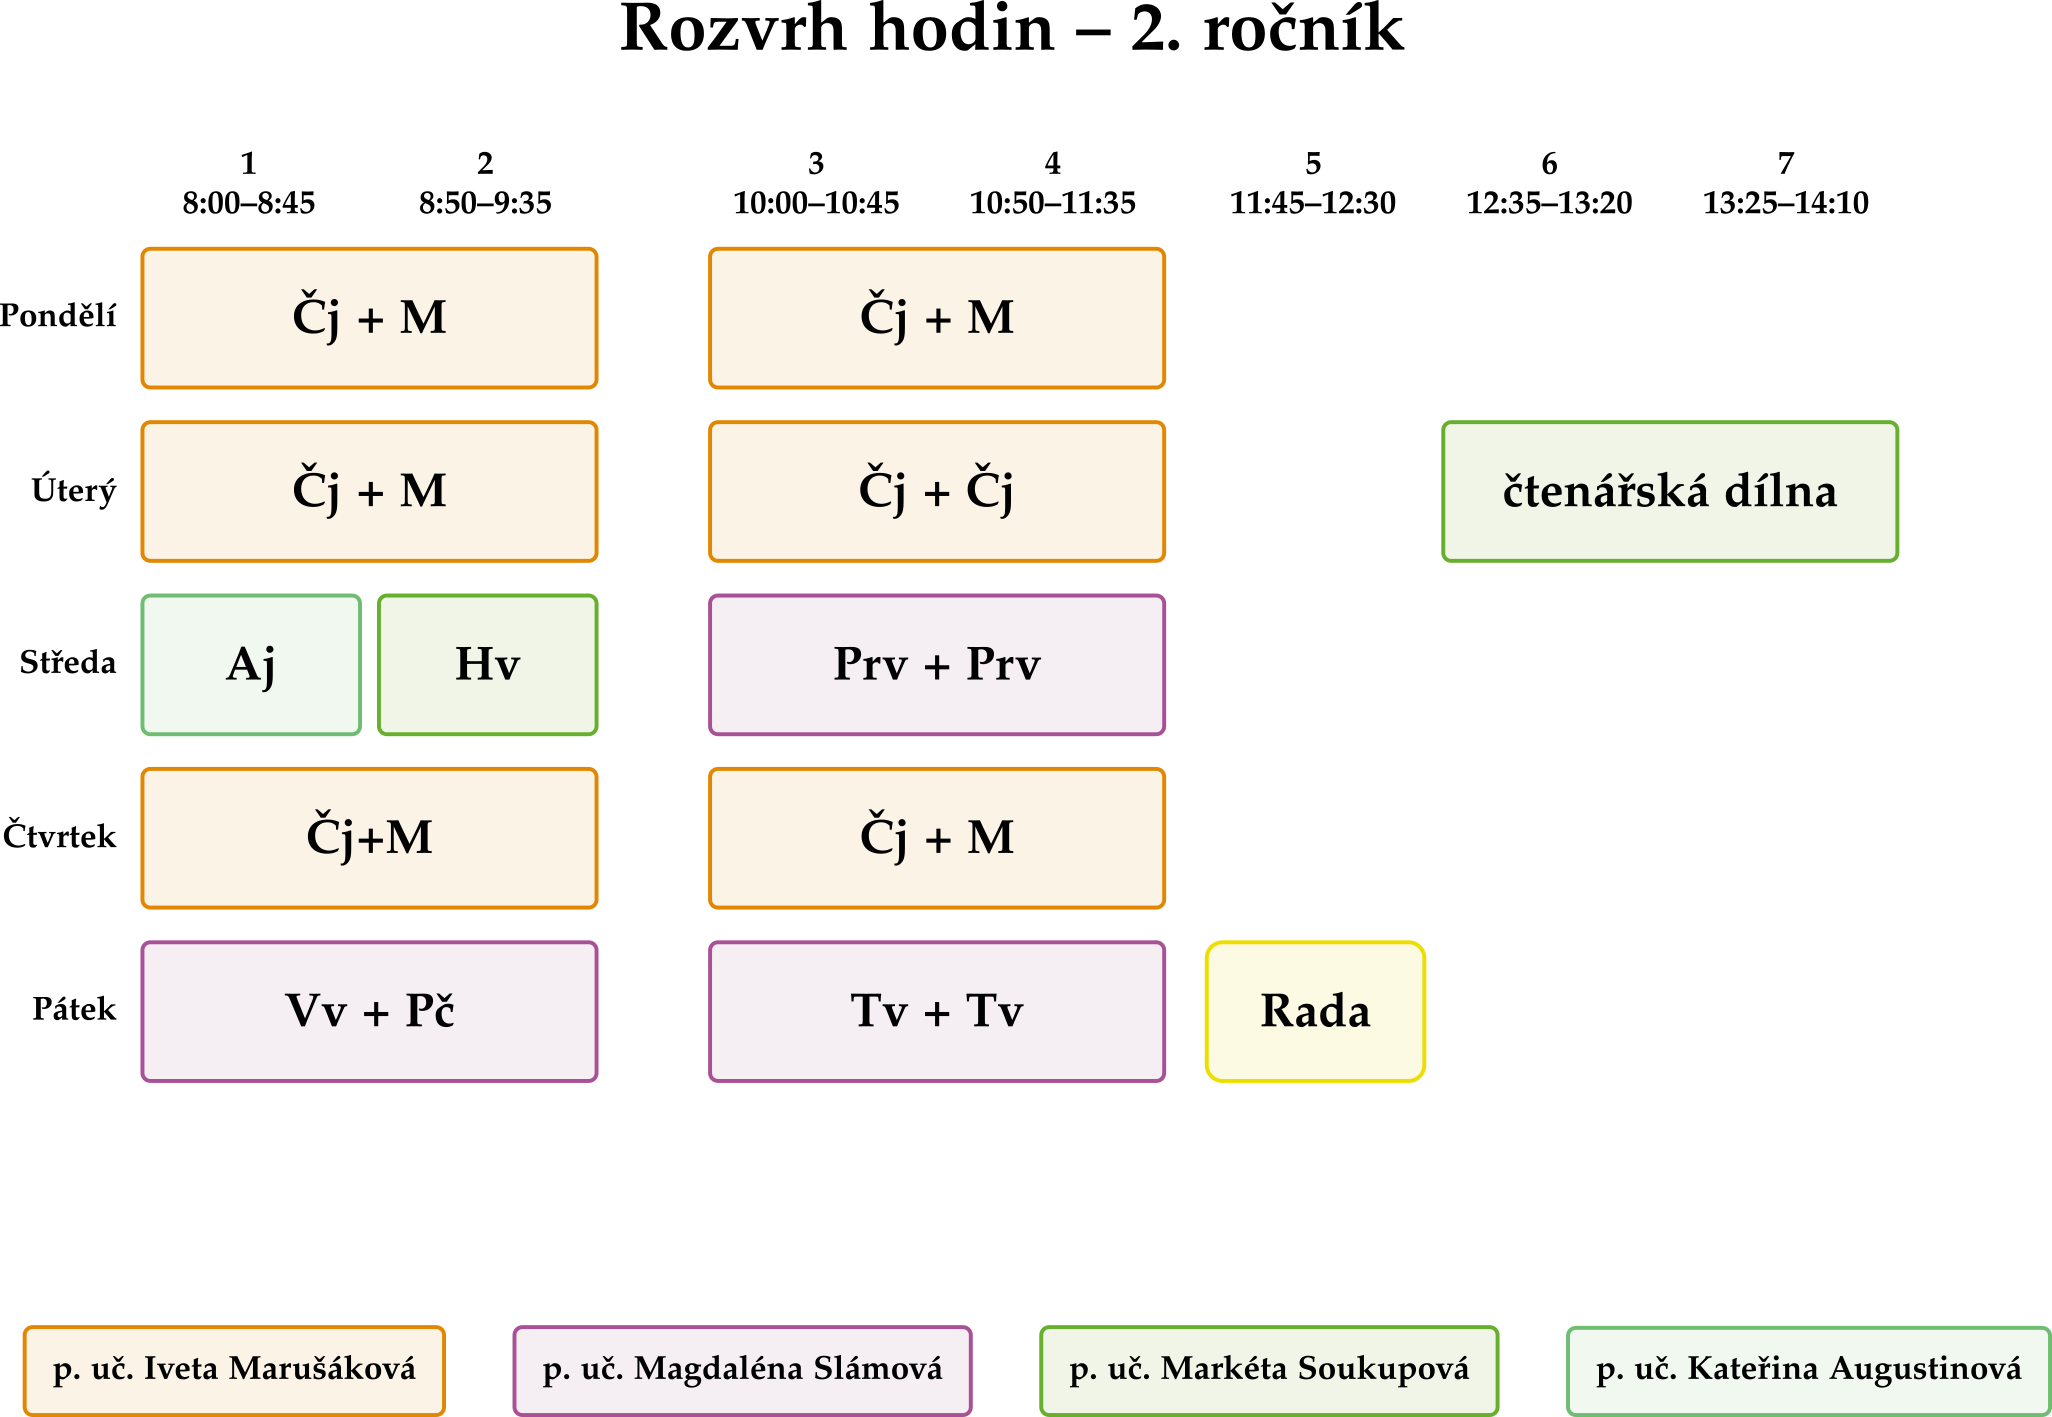 Rozvrh hodin – 2. ročník
1 2 3 4 5 6 7
8:00–8:45 8:50–9:35 10:00–10:45 10:50–11:35 11:45–12:30 12:35–13:20 13:25–14:10
Pondělí Čj + M Čj + M
Úterý Čj + M Čj + Čj čtenářská dílna
Středa Aj Hv Prv + Prv
Čtvrtek Čj+M Čj + M
Pátek Vv + Pč Tv + Tv Rada
p. uč. Iveta Marušáková p. uč. Magdaléna Slámová p. uč. Markéta Soukupová p. uč. Kateřina Augustinová